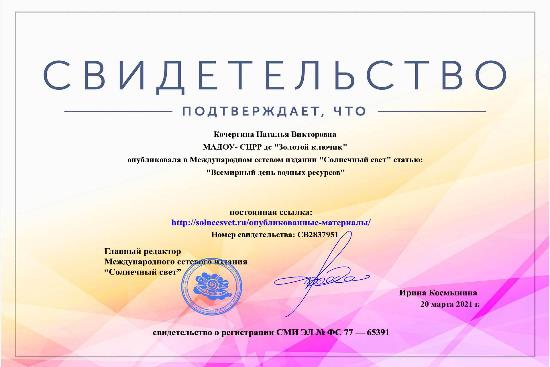 СВИДЕТЕЛЬСТВО
ПОДТВЕРЖДАЕТ, ЧТО
Кочергина Наталья Викторовна
МАДОУ- СЦРР дс "Золотой ключик"
опубликовала в Международном сетевом издании "Солнечный свет" статью:
"Всемирный день водных ресурсов"
постоянная ссылка:
http://solncesvet.ru/опубликованные-материалы/
Номер свидетельства: СВ2837951
Главный редактор
Международного сетевого издания
"Солнечный свет"
Ирина Космынина
20 марта 2021 г.
свидетельство о регистрации СМИ ЭЛ № ФС 77 — 65391